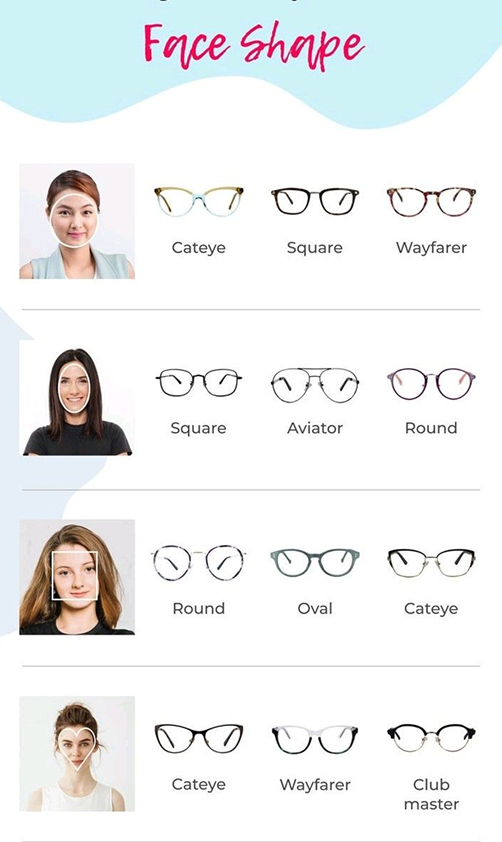 Face Shape
Cateye
Square
Wayfarer
Square
Aviator
Round
Round
Oval
Cateye
Cateye
Wayfarer
Club
master